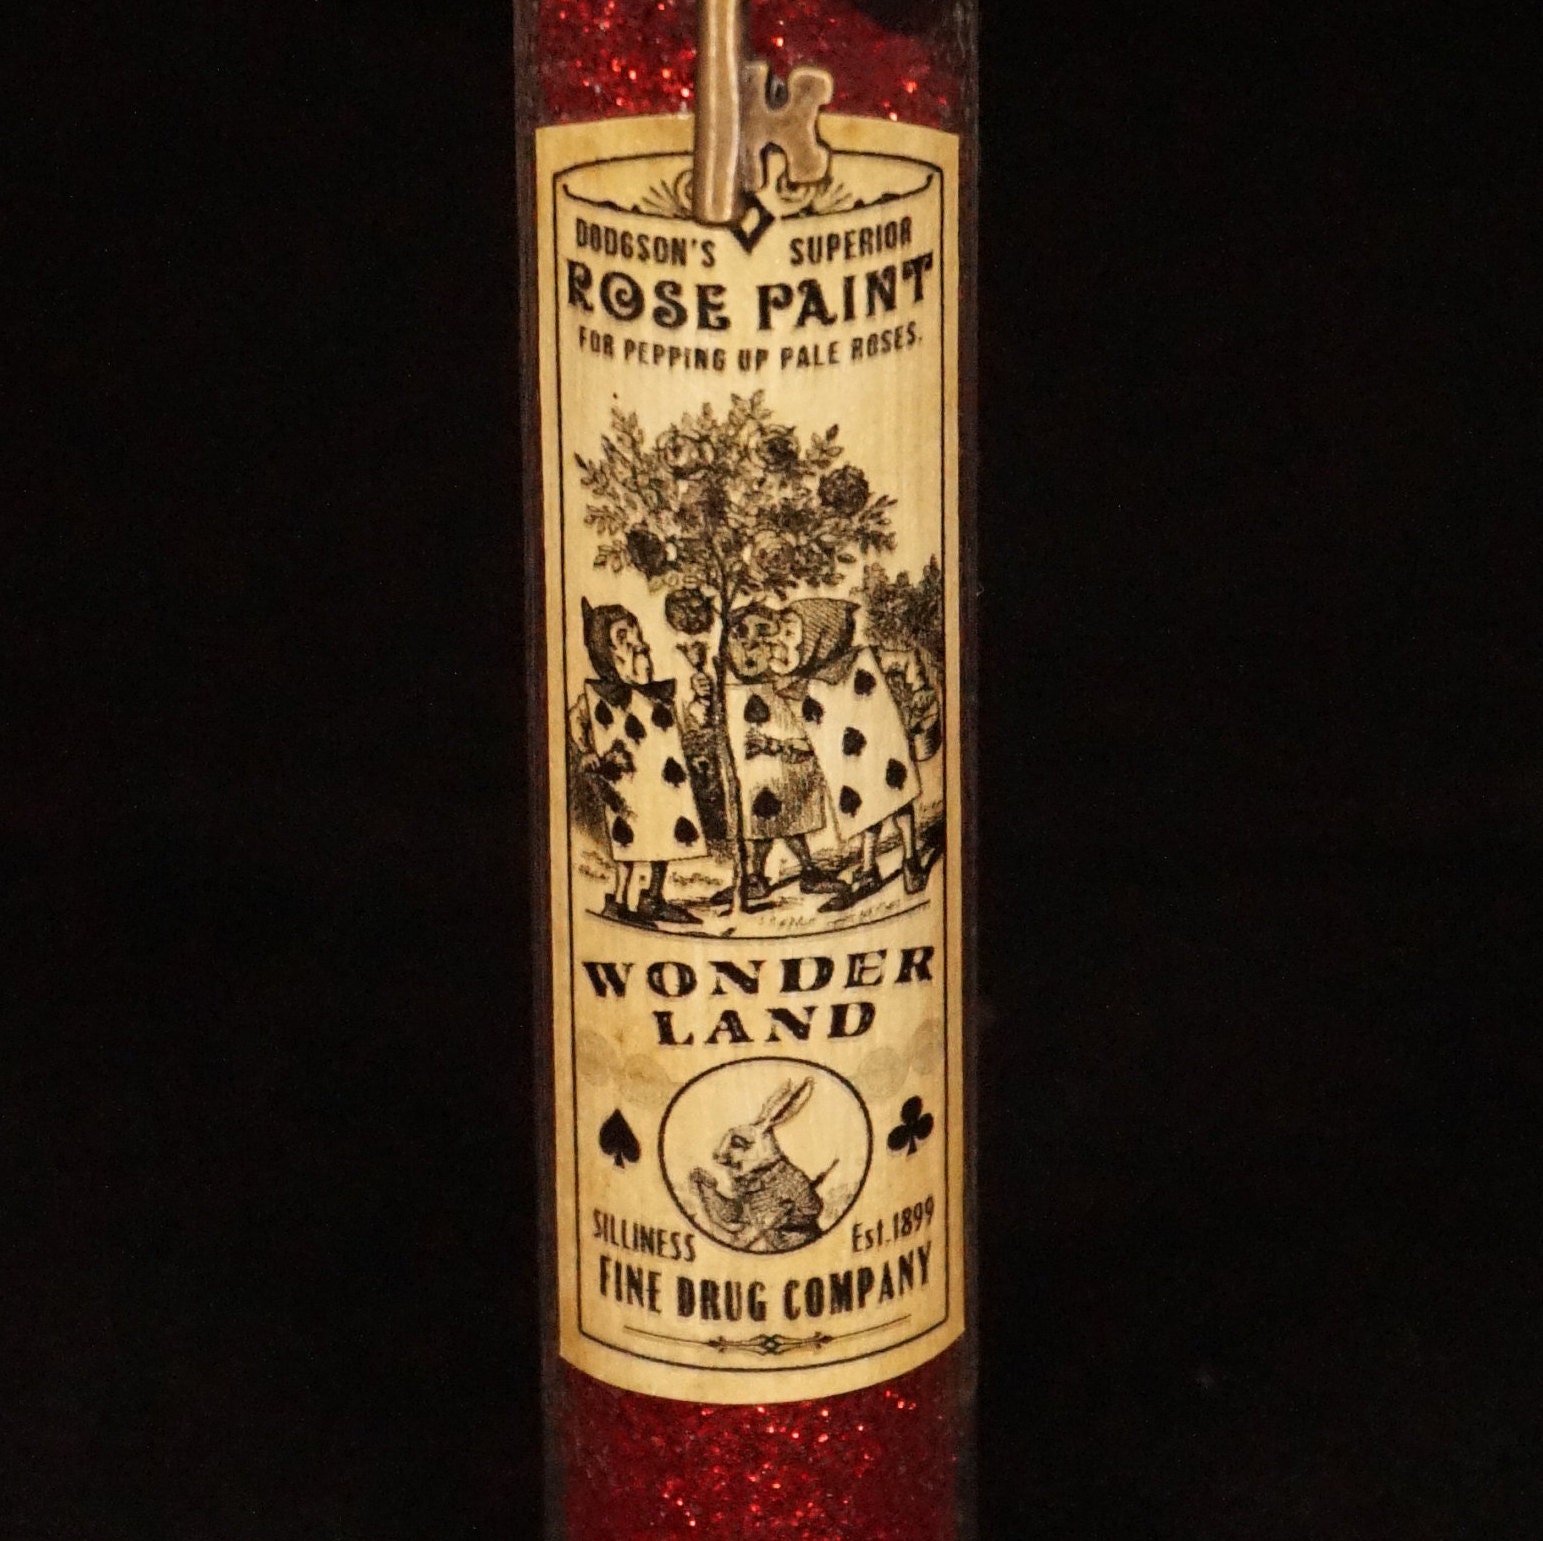 DODGSON'S SUPERIOR
ROSE PAINT
FOR PEPPING UP PALE ROSES.
WONDER
LAND
SILLINESS Est.1899
FINE DRUG COMPANY